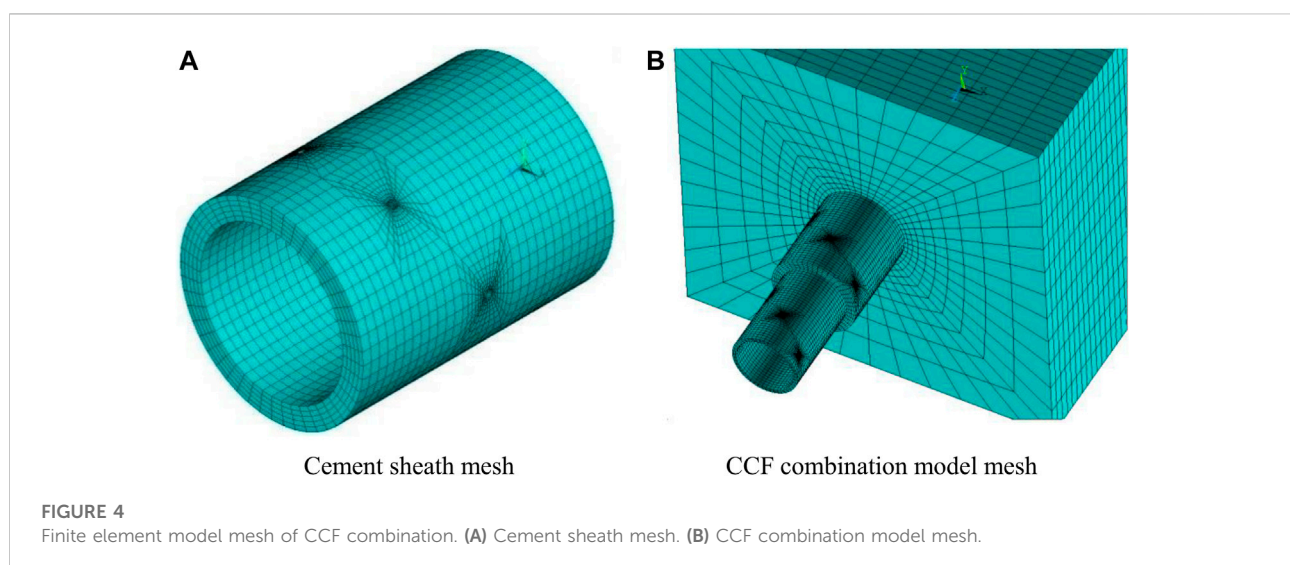 A
B
Cement sheath mesh
CCF combination model mesh
FIGURE 4
Finite element model mesh of CCF combination. (A) Cement sheath mesh. (B) CCF combination model mesh.